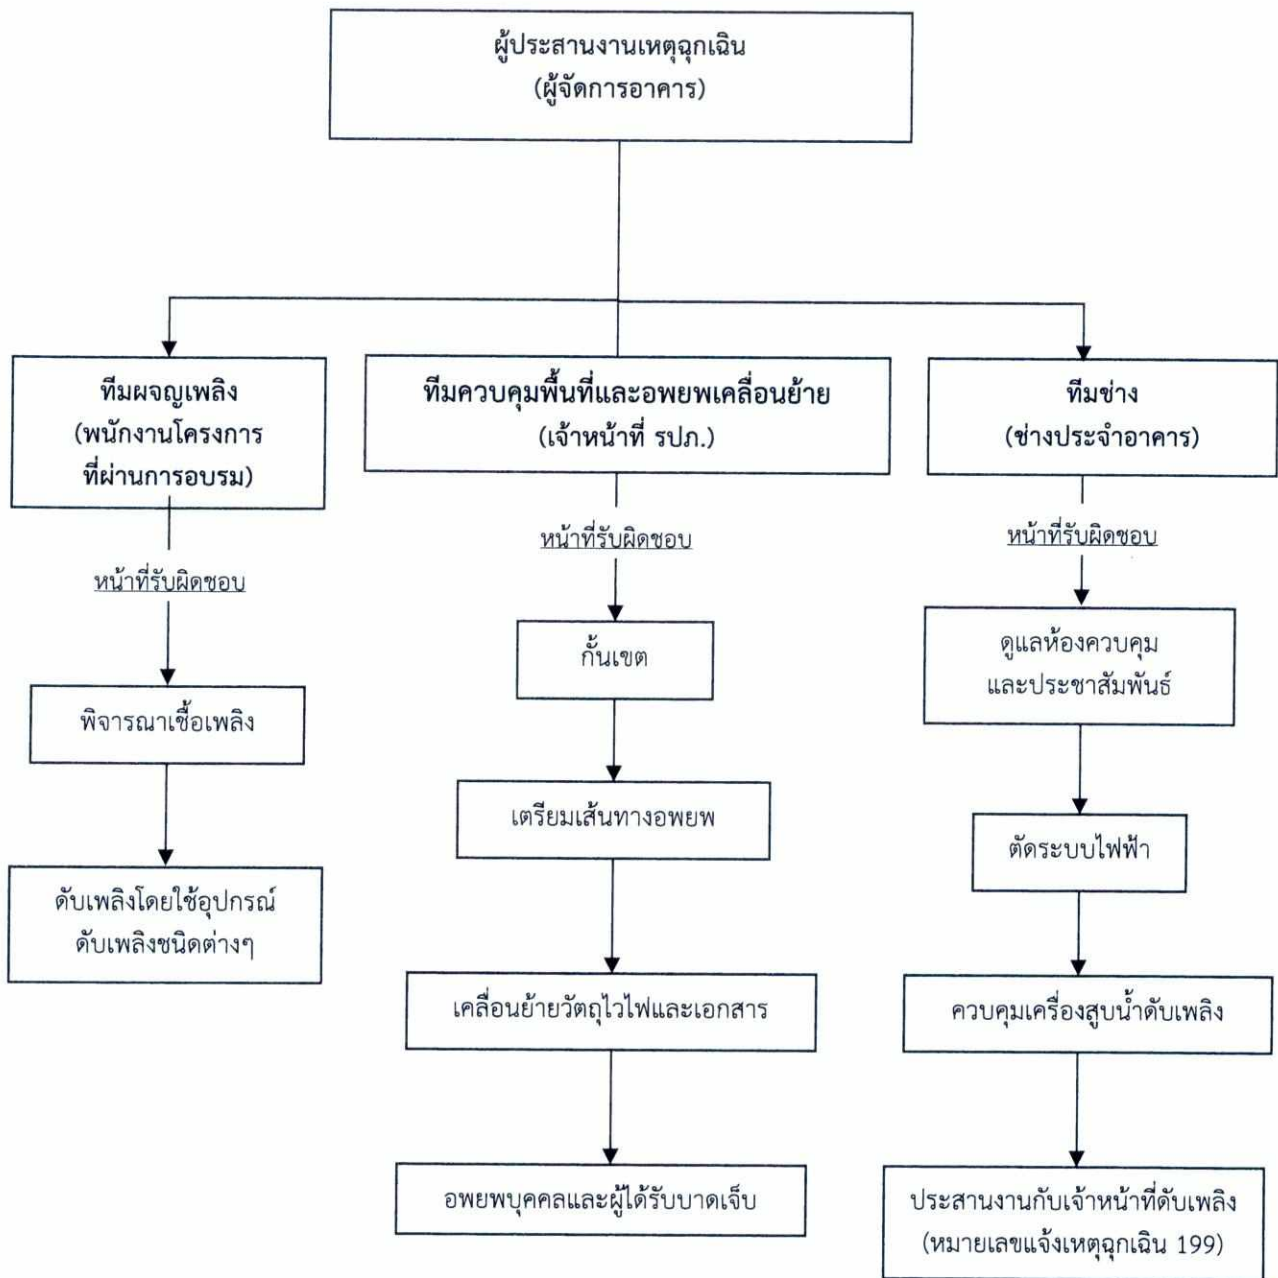 ผู้ประสานงานเหตุฉุกเฉิน
(ผู้จัดการอาคาร)
ทีมผจญเพลิง
(พนักงานโครงการ
ที่ผ่านการอบรม)
หน้าที่รับผิดชอบ
พิจารณาเชื้อเพลิง
ดับเพลิงโดยใช้อุปกรณ์
ดับเพลิงชนิดต่างๆ
ทีมควบคุมพื้นที่และอพยพเคลื่อนย้าย
(เจ้าหน้าที่ รปภ.)
หน้าที่รับผิดชอบ
กั้นเขต
เตรียมเส้นทางอพยพ
เคลื่อนย้ายวัตถุไวไฟและเอกสาร
อพยพบุคคลและผู้ได้รับบาดเจ็บ
ทีมช่าง
(ช่างประจำอาคาร)
หน้าที่รับผิดชอบ
ดูแลห้องควบคุม
และประชาสัมพันธ์
ตัดระบบไฟฟ้า
ควบคุมเครื่องสูบน้ำดับเพลิง
ประสานงานกับเจ้าหน้าที่ดับเพลิง
(หมายเลขแจ้งเหตุฉุกเฉิน 199)